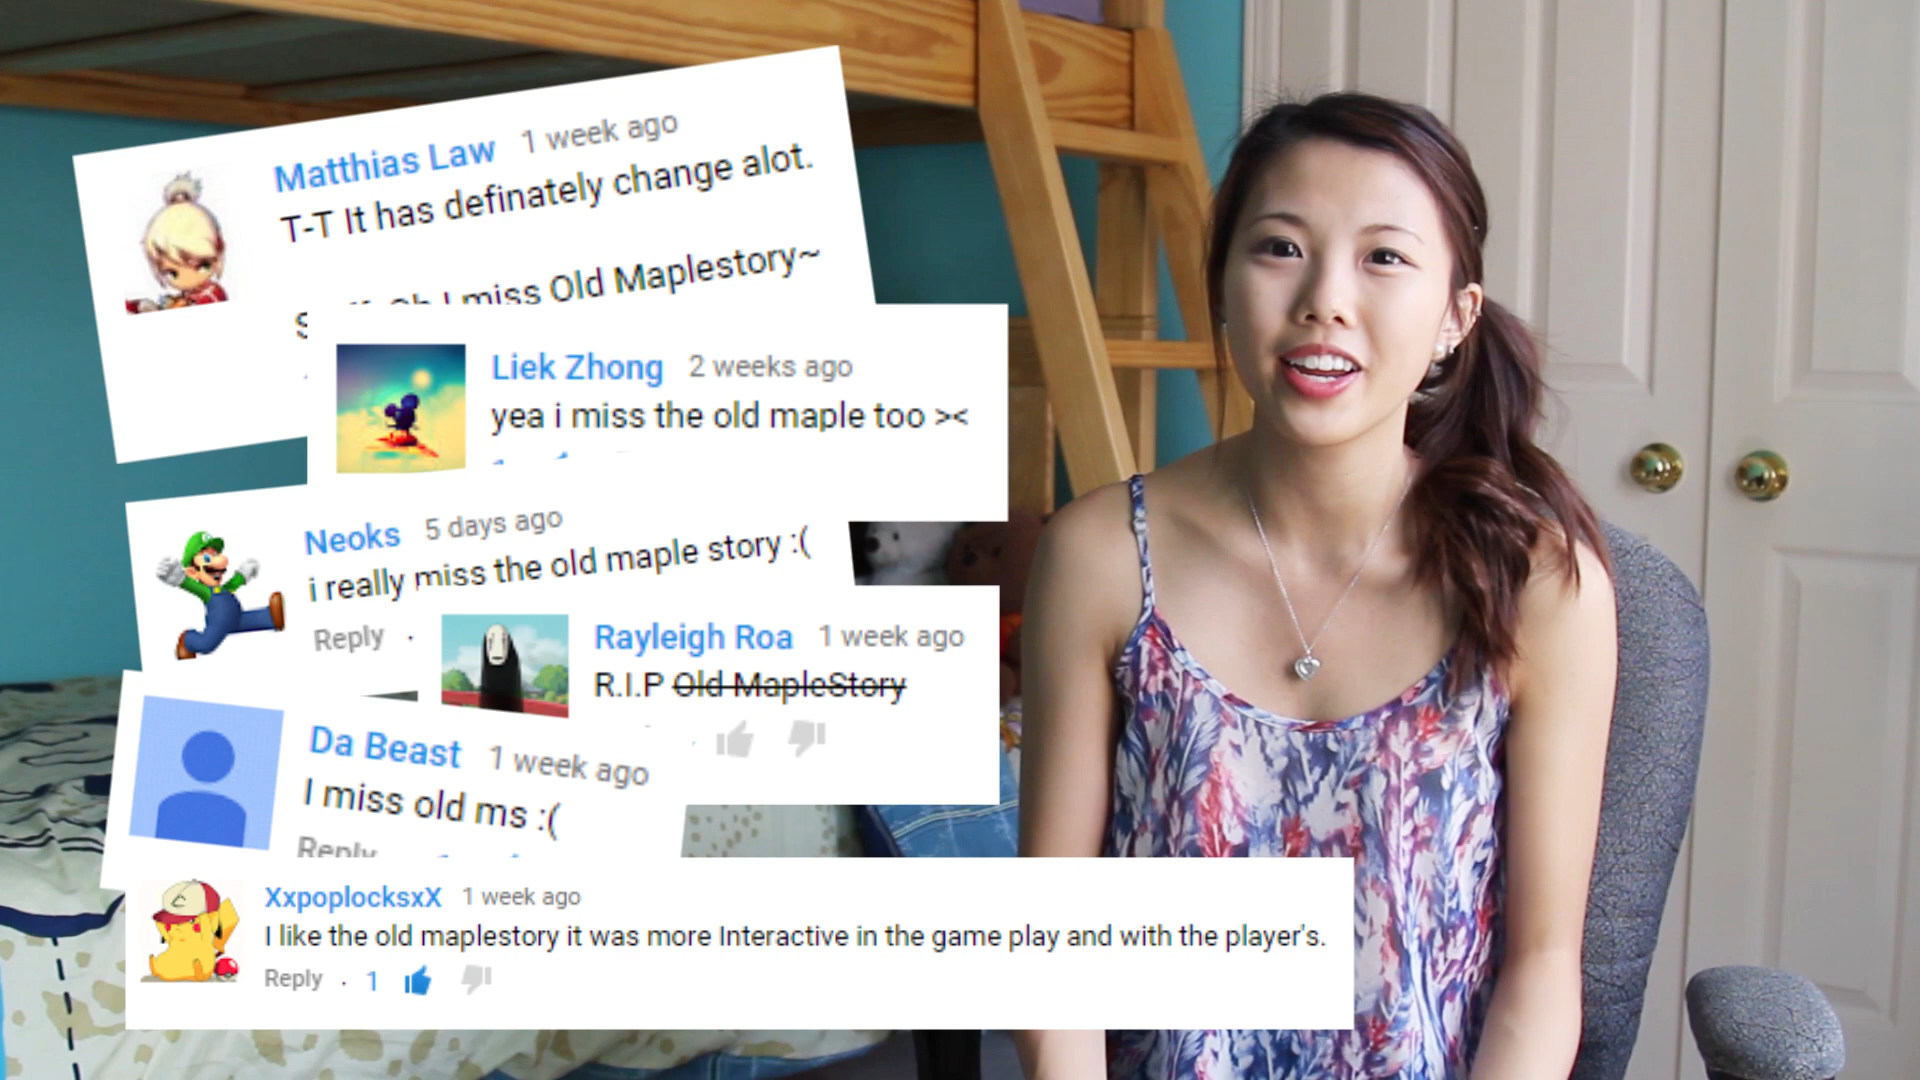 Matthias Law 1 week ago
T-T It has definately change alot.
Oh I miss Old Maplestory~
Liek Zhong 2 weeks ago
yea i miss the old maple too ><
Neoks 5 days ago
i really miss the old maple story :(
Reply ·
Rayleigh Roa 1 week ago
R.I.P Old MapleStory
Da Beast 1 week ago
I miss old ms :(
Reply
XxpoplocksxX 1 week ago
I like the old maplestory it was more Interactive in the game play and with the player's.
Reply · 1